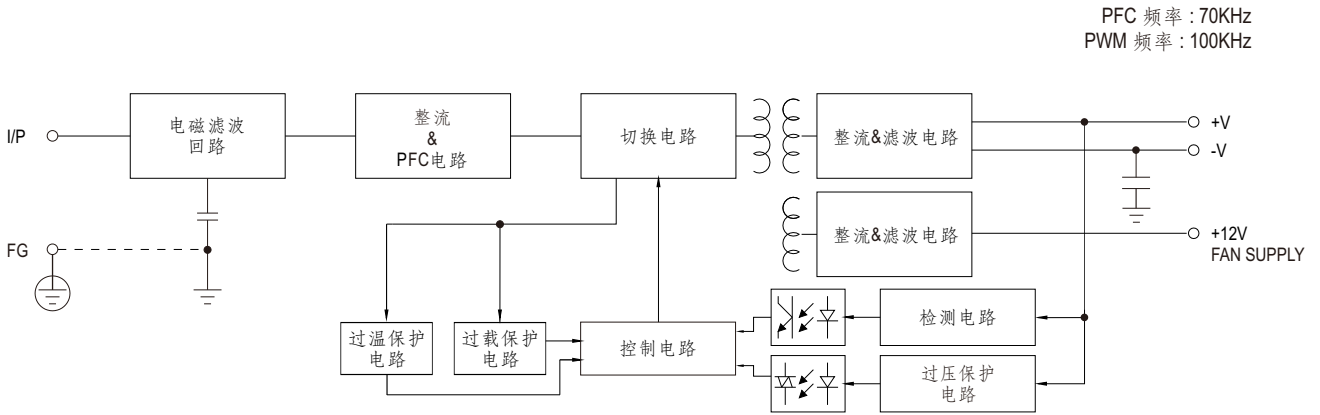 PFC 频率 : 70KHz
PWM 频率 : 100KHz
I/P
电磁滤波
回路
整流
&
PFC电路
切换电路
整流&滤波电路
+V
-V
FG
整流&滤波电路
+12V
FAN SUPPLY
过温保护
电路
过载保护
电路
控制电路
检测电路
过压保护
电路